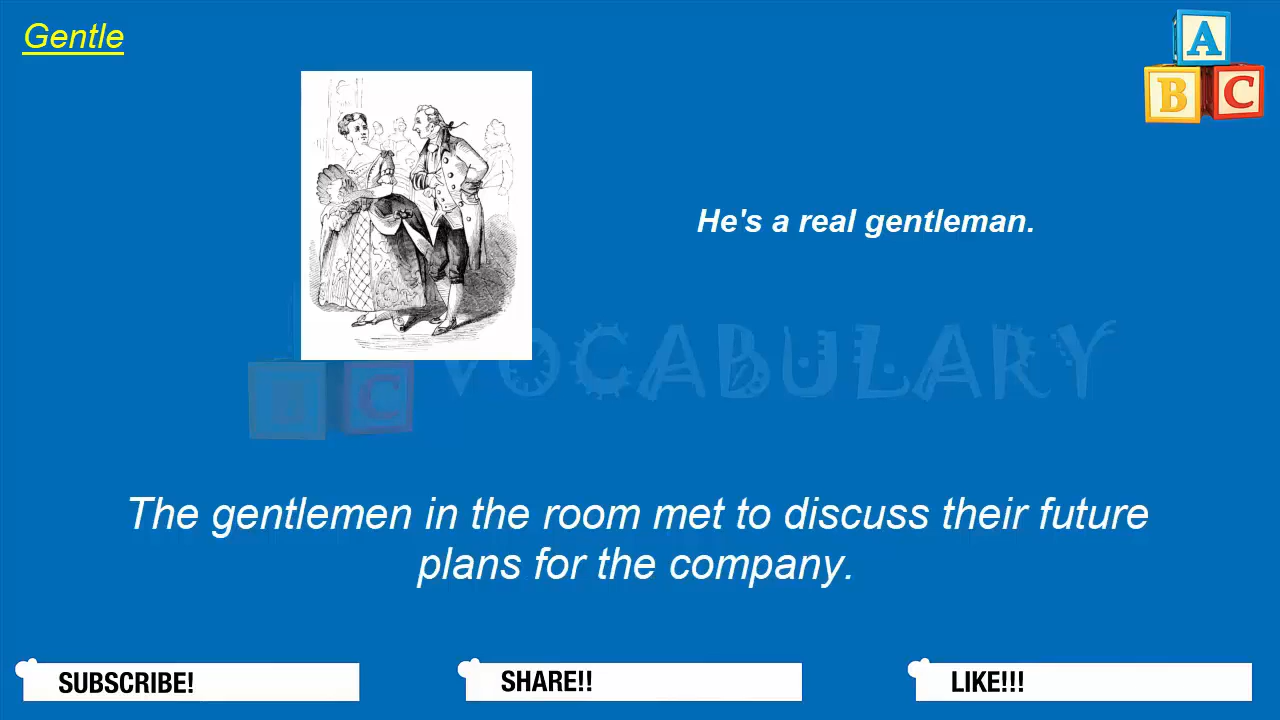 Gentle
A
B C
He's a real gentleman.
B C VOCABULARY
The gentlemen in the room met to discuss their future
plans for the company.
SUBSCRIBE!
SHARE!!
LIKE!!!